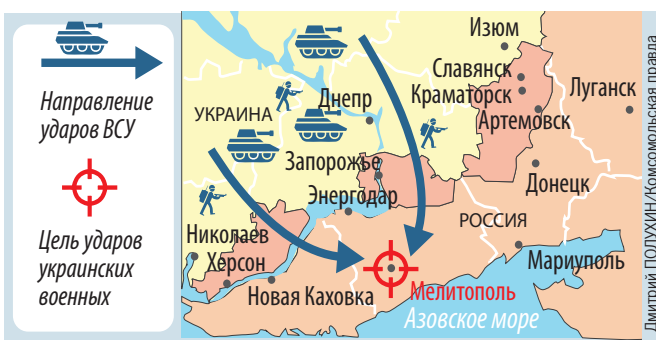 Направление
ударов ВСУ
Цель ударов
украинских
военных
Изюм
Славянск
Краматорск
Луганск
УКРАИНА
Днепр
Артемовск
Запорожье
Донецк
Энергодар
РОССИЯ
Николаев
Херсон
Мариуполь
Новая Каховка
Мелитополь
Азовское море
Дмитрий ПОЛУХИН/Комсомольская правда